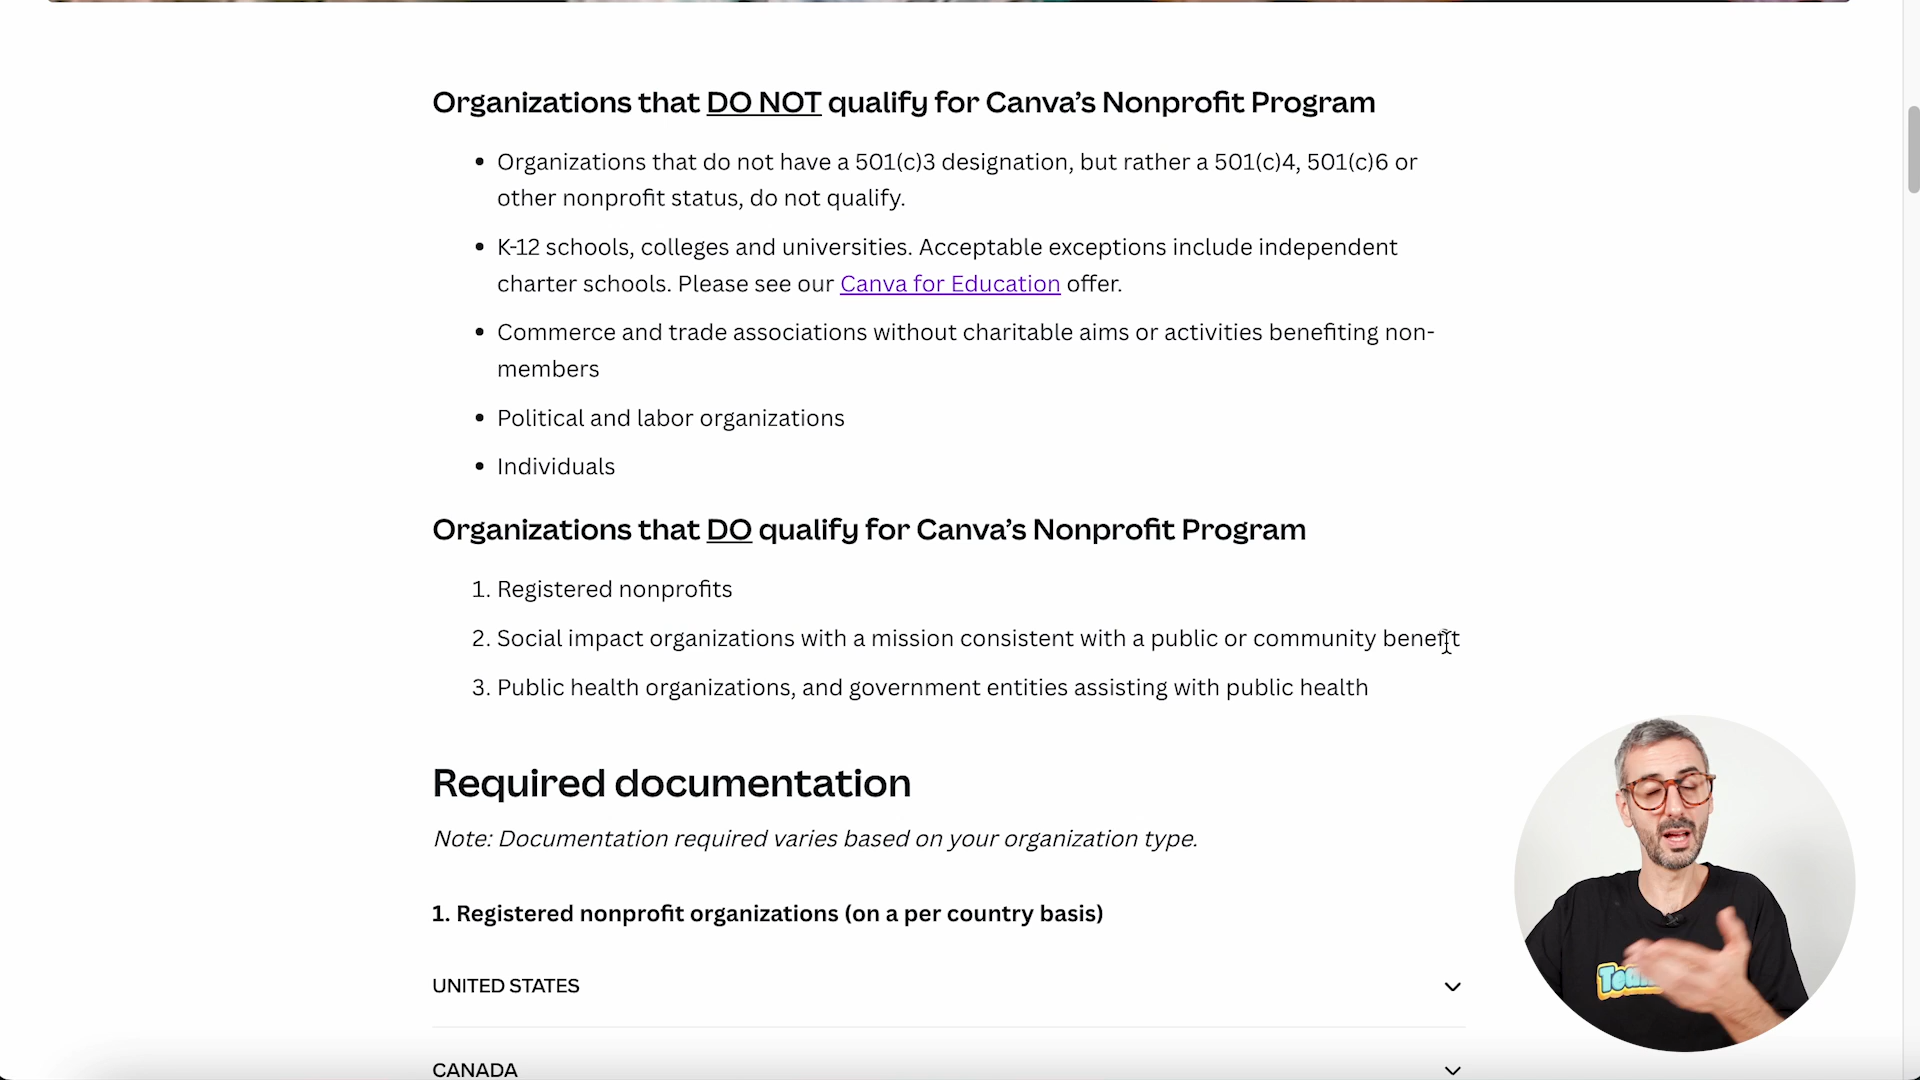 Organizations that DO NOT qualify for Canva’s Nonprofit Program
• Organizations that do not have a 501(c)3 designation, but rather a 501(c)4, 501(c)6 or
other nonprofit status, do not qualify.
• K-12 schools, colleges and universities. Acceptable exceptions include independent
charter schools. Please see our Canva for Education offer.
• Commerce and trade associations without charitable aims or activities benefiting non-
members
• Political and labor organizations
• Individuals
Organizations that DO qualify for Canva’s Nonprofit Program
1. Registered nonprofits
2. Social impact organizations with a mission consistent with a public or community benefit
3. Public health organizations, and government entities assisting with public health
Required documentation
Note: Documentation required varies based on your organization type.
1. Registered nonprofit organizations (on a per country basis)
UNITED STATES
CANADA